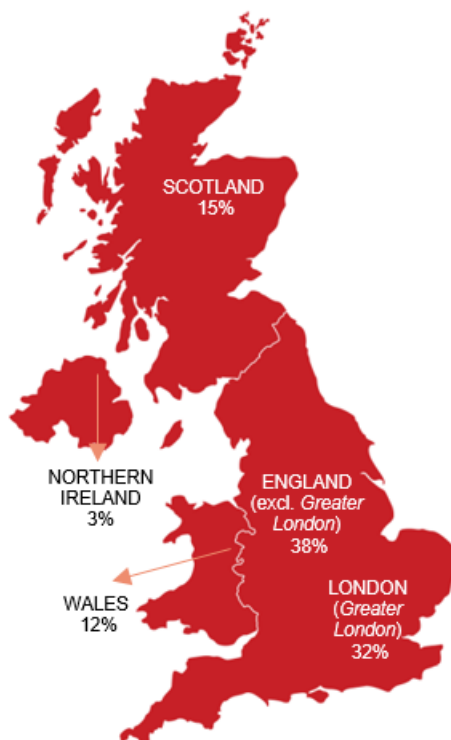 SCOTLAND
15%
NORTHERN
IRELAND
3%
ENGLAND
(excl. Greater
London)
38%
WALES
12%
LONDON
(Greater
London)
32%